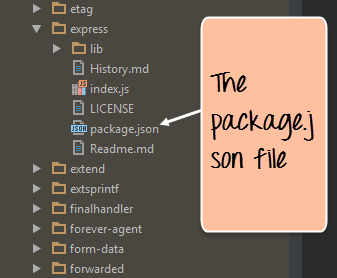 etag
express
lib
History.md
index.js
LICENSE
package.json
Readme.md
extend
extsprintf
finalhandler
forever-agent
form-data
forwarded
The
package.j
son file